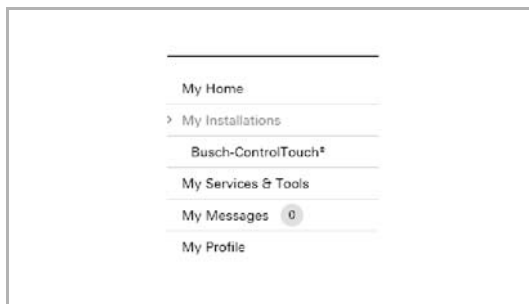 My Home
My Installations
Busch-ControlTouch®
My Services & Tools
My Messages 0
My Profile